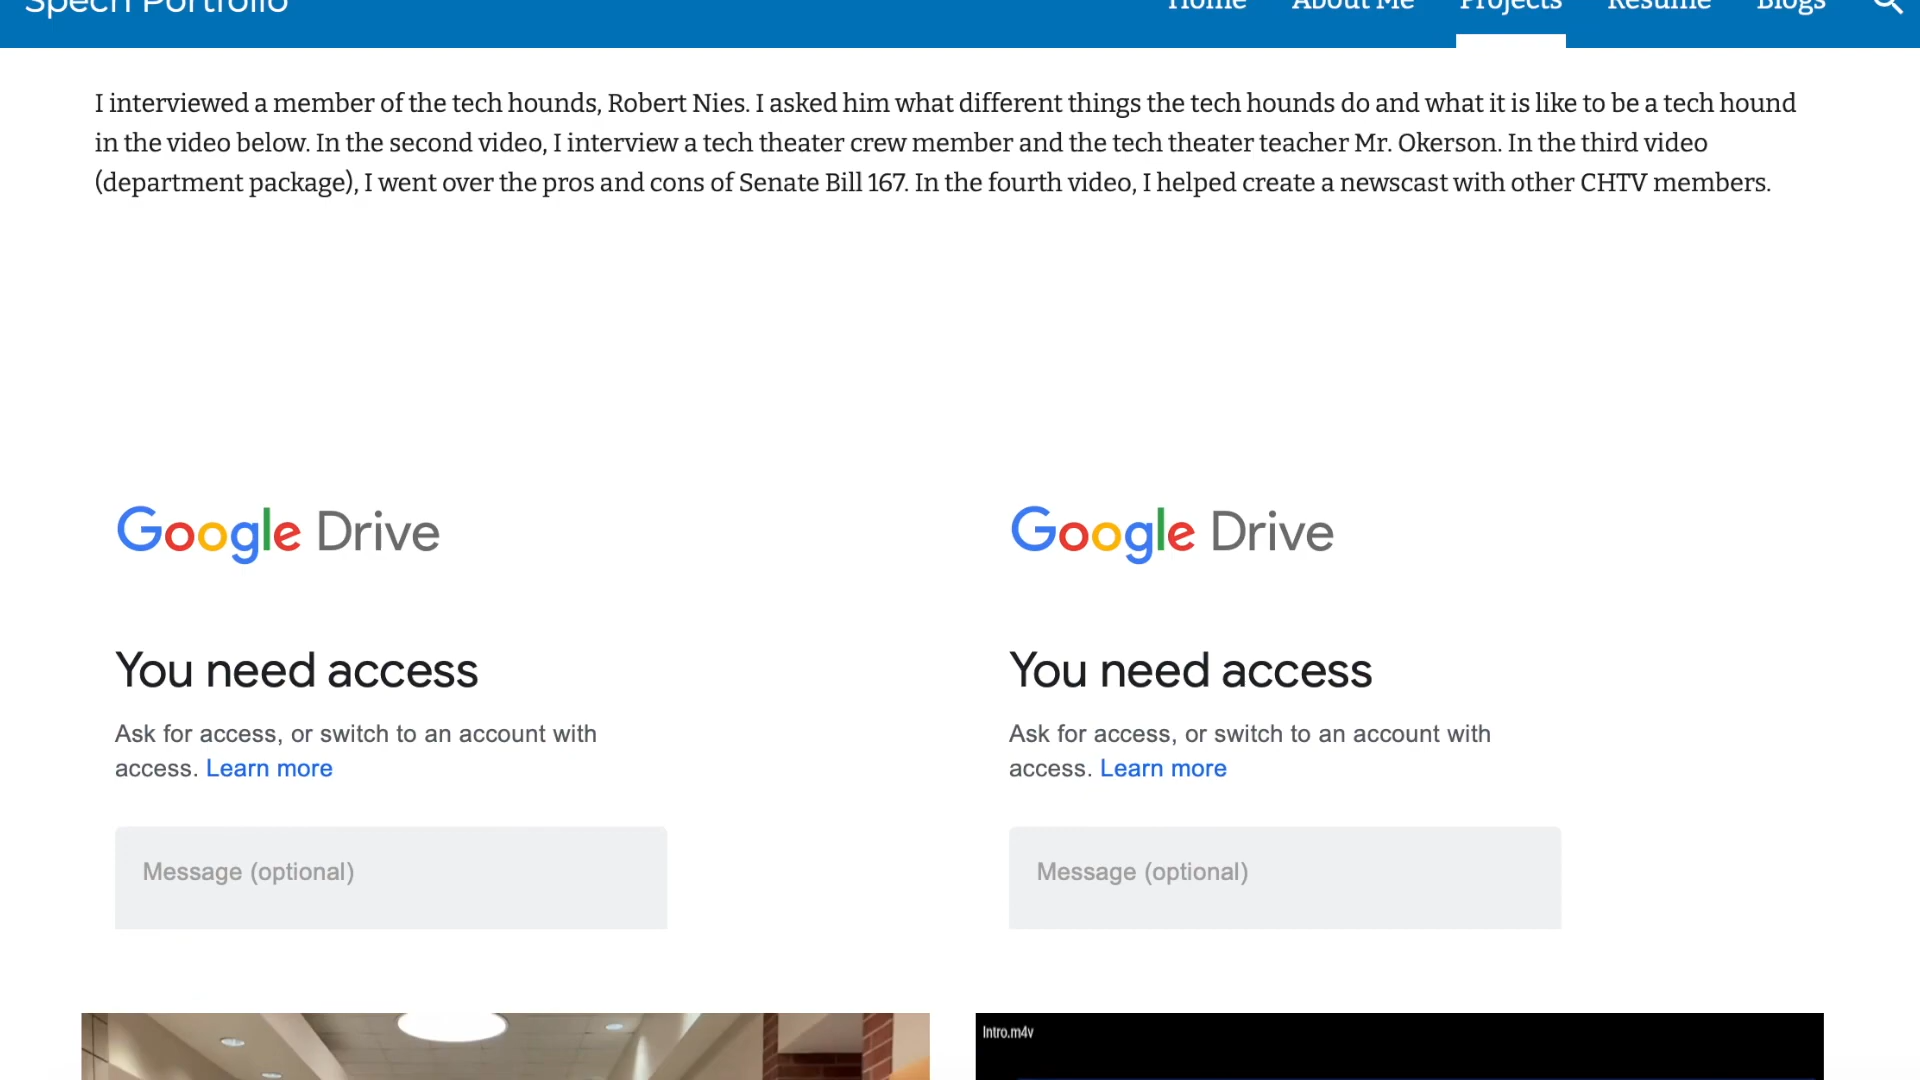 Spech Portfolio
Home About Me Projects Resume Blogs
I interviewed a member of the tech hounds, Robert Nies. I asked him what different things the tech hounds do and what it is like to be a tech hound
in the video below. In the second video, I interview a tech theater crew member and the tech theater teacher Mr. Okerson. In the third video
(department package), I went over the pros and cons of Senate Bill 167. In the fourth video, I helped create a newscast with other CHTV members.
Google Drive
You need access
Ask for access, or switch to an account with
access. Learn more
Message (optional)
Google Drive
You need access
Ask for access, or switch to an account with
access. Learn more
Message (optional)
Intro.m4v